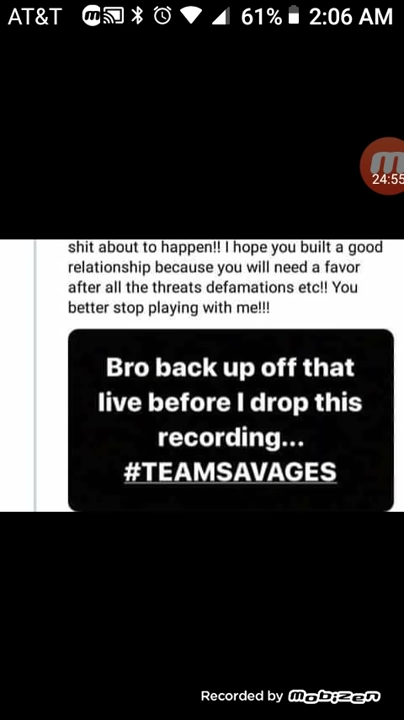 AT&T 61% 2:06 AM
24:55
shit about to happen!! I hope you built a good
relationship because you will need a favor
after all the threats defamations etc!! You
better stop playing with me!!!
Bro back up off that
live before I drop this
recording...
#TEAMSAVAGES
Recorded by Mobizen